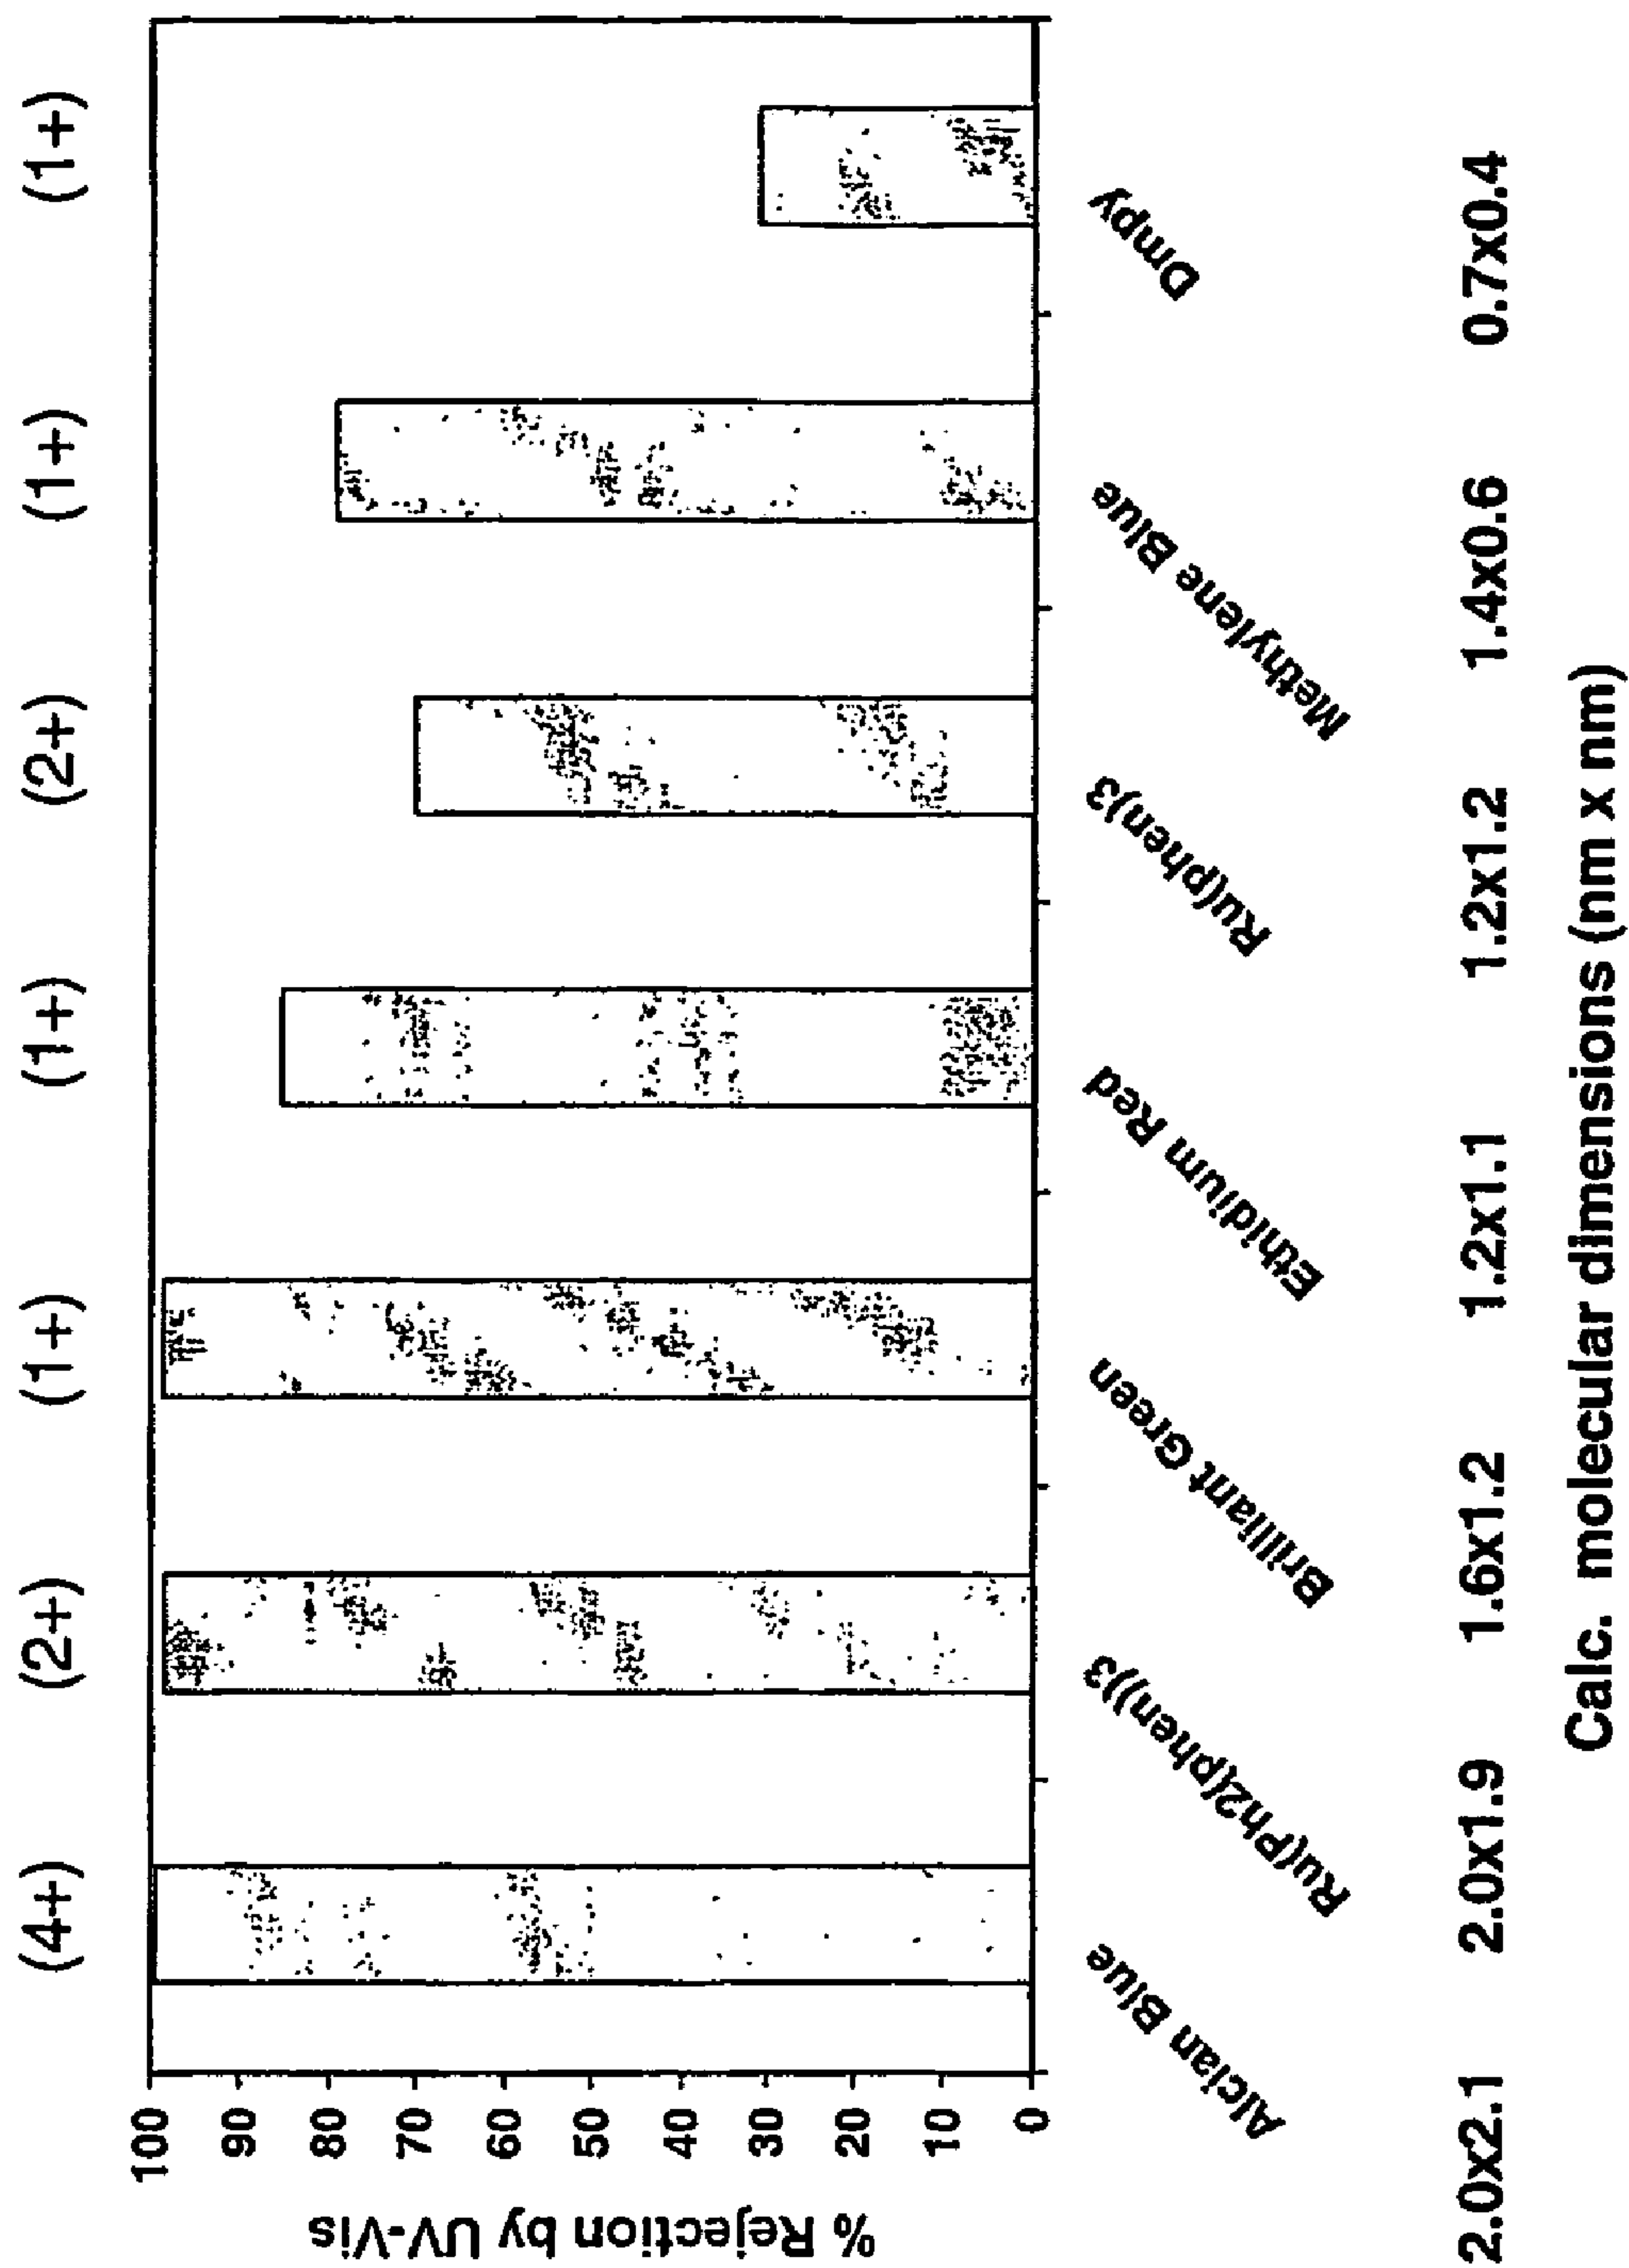 (4+) (2+) (1+) (1+) (2+) (1+) (1+)
% Rejection by UV-Vis
100
90
80
70
60
50
40
30
20
10
0
Alcian Blue
Ru(Ph2(phen))3
Brilliant Green
Ethidium Red
Ru(phen)3
Methylene Blue
Dmpy
2.0x2.1 2.0x1.9 1.6x1.2 1.2x1.1 1.2x1.2 1.4x0.6 0.7x0.4
Calc. molecular dimensions (nm x nm)